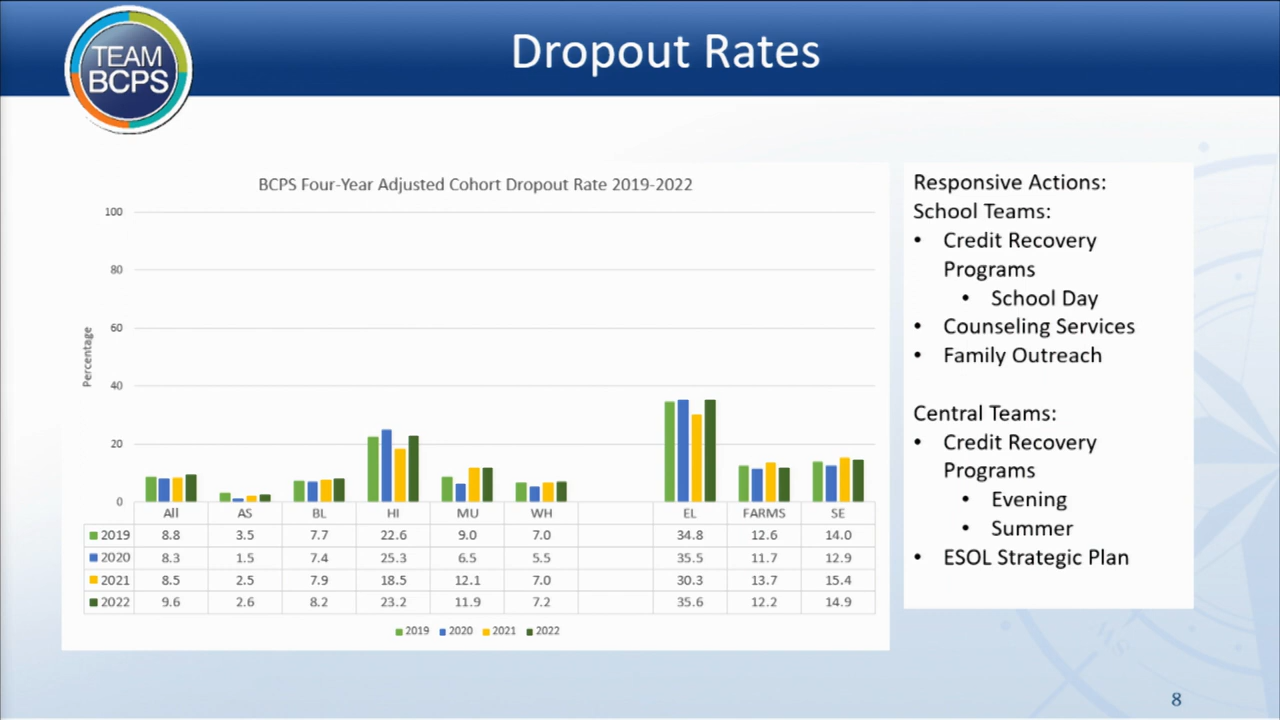 TEAM
BCPS
Dropout Rates
BCPS Four-Year Adjusted Cohort Dropout Rate 2019-2022
Percentage
100
80
60
40
20
0
All AS BL HI MU WH EL FARMS SE
2019 8.8 3.5 7.7 22.6 9.0 7.0 34.8 12.6 14.0
2020 8.3 1.5 7.4 25.3 6.5 5.5 35.5 11.7 12.9
2021 8.5 2.5 7.9 18.5 12.1 7.0 30.3 13.7 15.4
2022 9.6 2.6 8.2 23.2 11.9 7.2 35.6 12.2 14.9
2019 2020 2021 2022
Responsive Actions:
School Teams:
• Credit Recovery
Programs
• School Day
• Counseling Services
• Family Outreach
Central Teams:
• Credit Recovery
Programs
• Evening
• Summer
• ESOL Strategic Plan
8